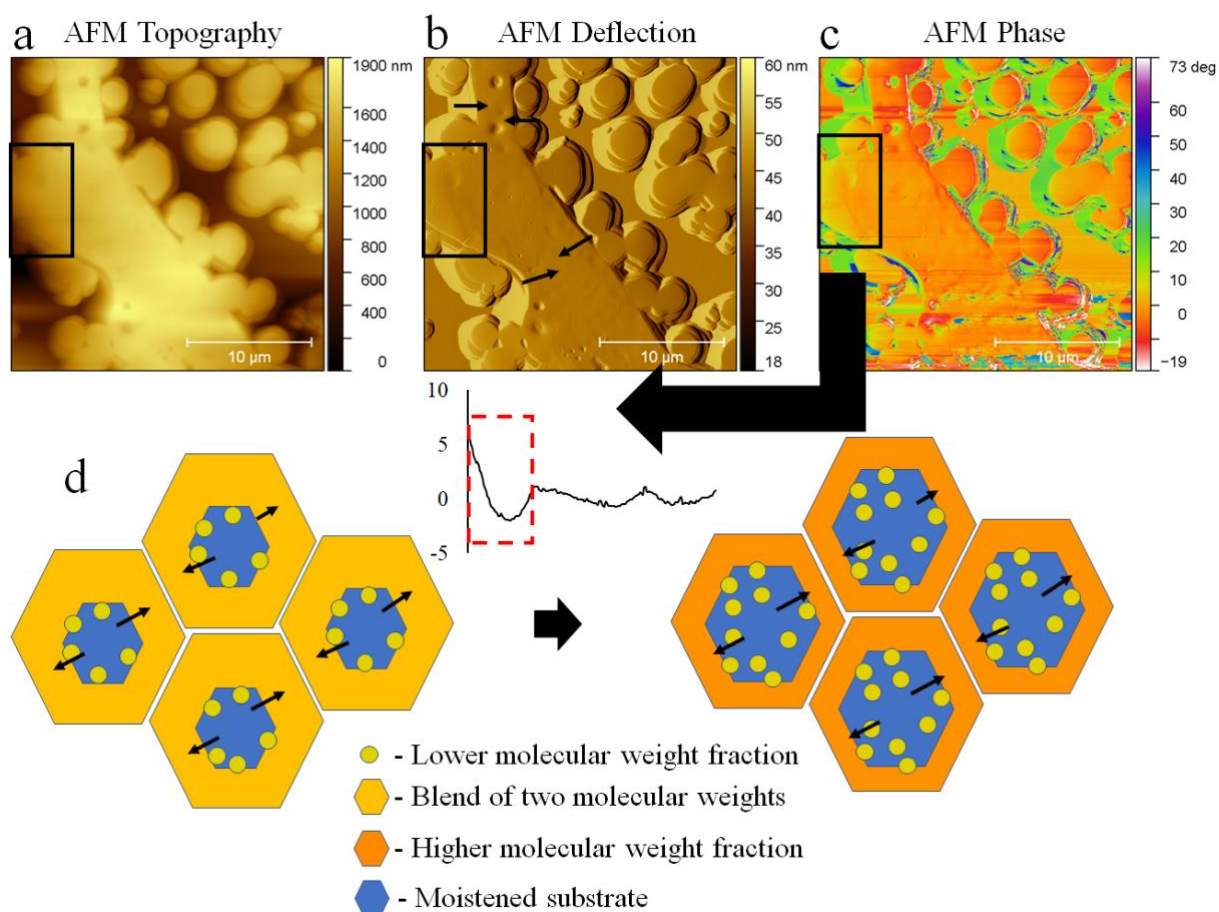 a AFM Topography
1900 nm
1600
1400
1200
1000
800
600
400
200
0
10 µm
b AFM Deflection
60 nm
55
50
45
40
35
30
25
18
10 µm
c AFM Phase
73 deg
60
50
40
30
20
10
0
−19
10 µm
10
5
0
-5
d
- Lower molecular weight fraction
- Blend of two molecular weights
- Higher molecular weight fraction
- Moistened substrate